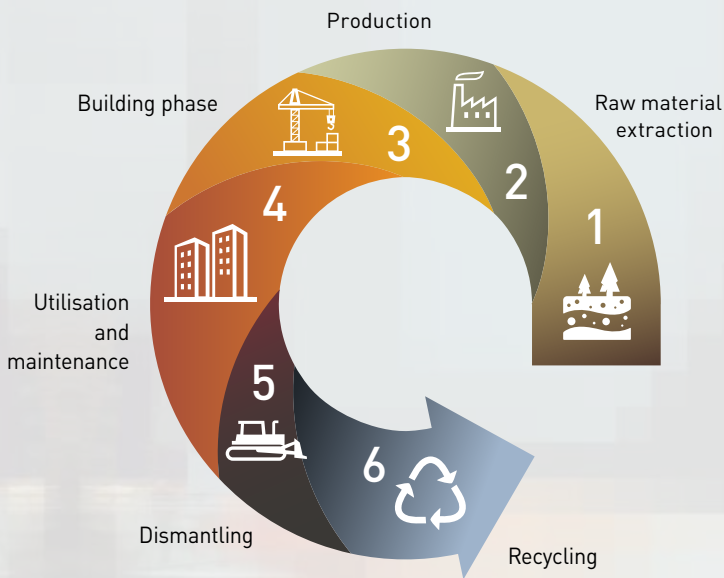 Production
Building phase
Raw material
extraction
3
2
4
1
Utilisation
and
maintenance
5
6
Dismantling
Recycling